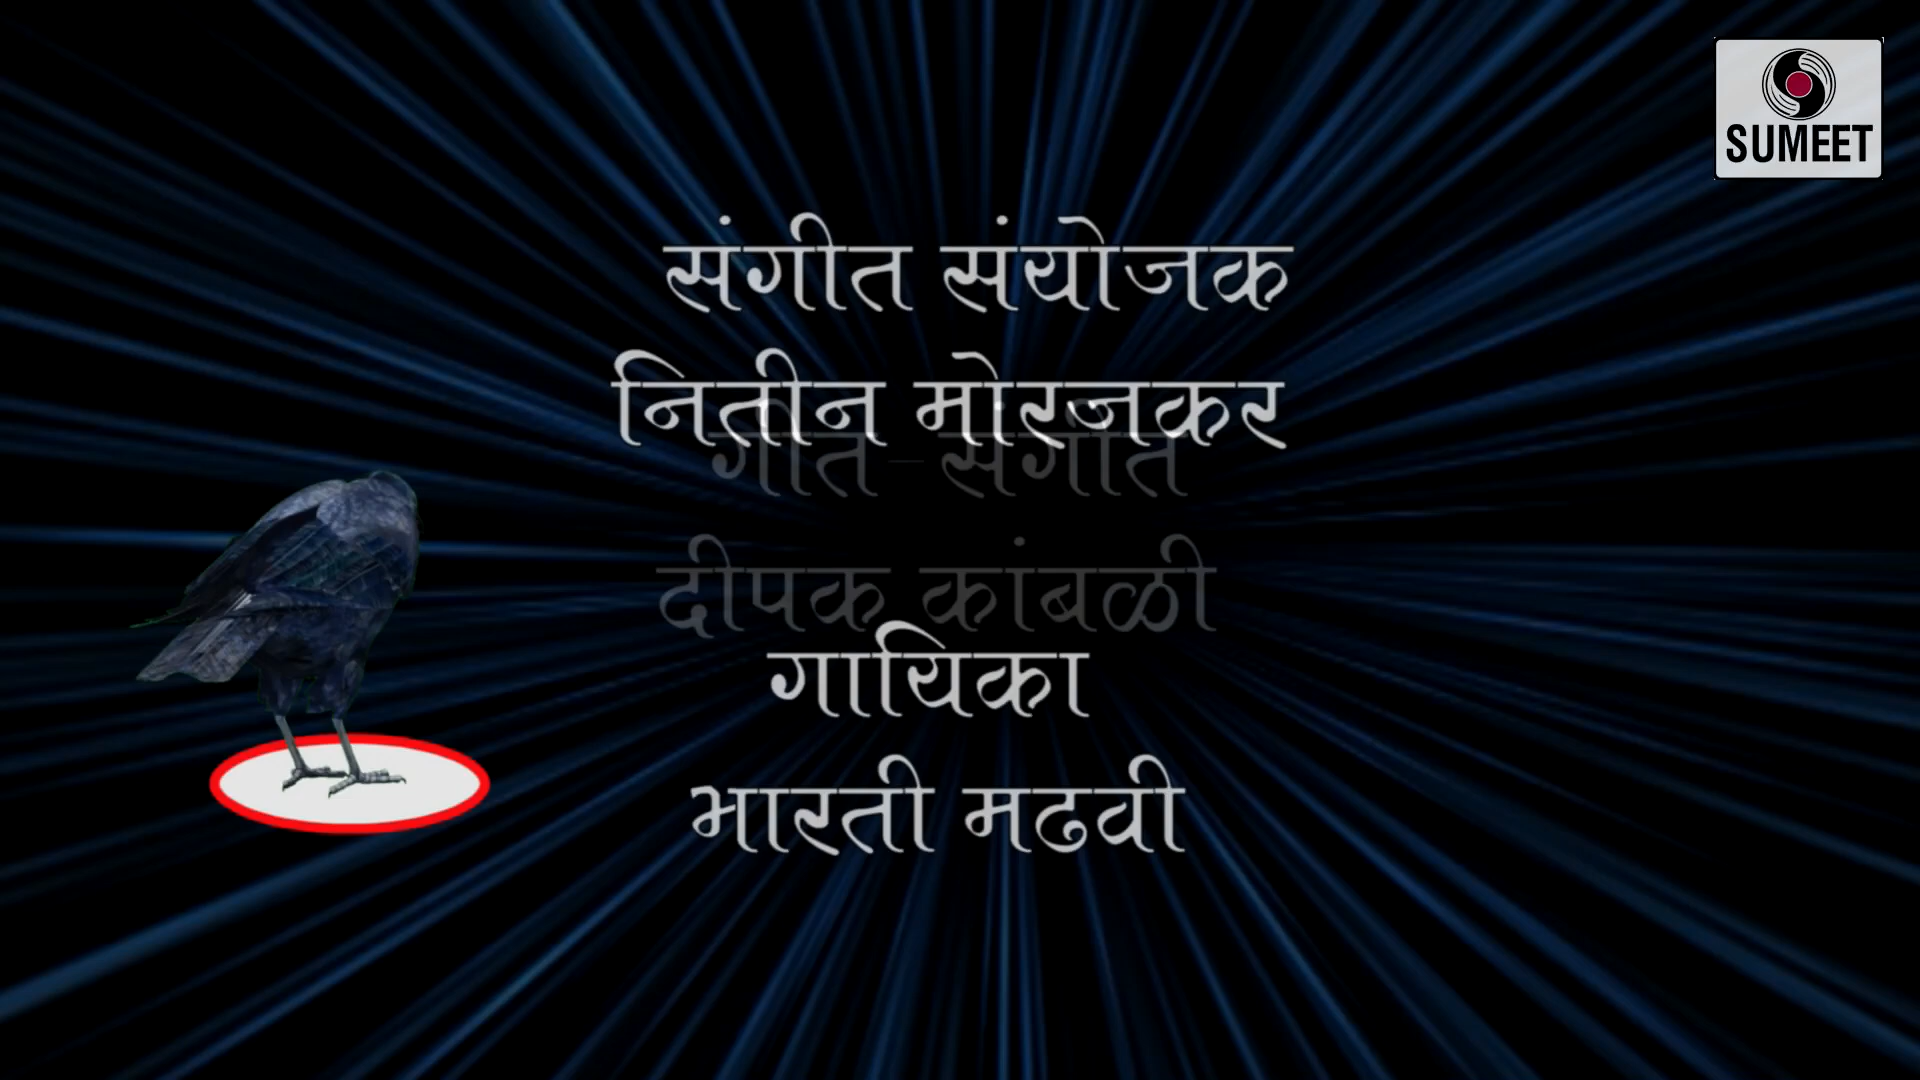 SUMEET
संगीत संयोजक
नितीन मोरजकर
गीत - संगीत
दीपक कांबळी
गायिका
भारती मढवी